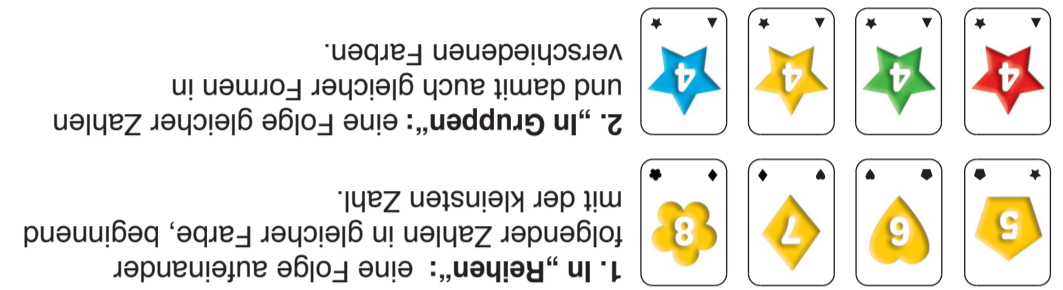 5 6 7 8
1. In „Reihen“: eine Folge aufeinander
folgender Zahlen in gleicher Farbe, beginnend
mit der kleinsten Zahl.
4 4 4 4
2. „In Gruppen“: eine Folge gleicher Zahlen
und damit auch gleicher Formen in
verschiedenen Farben.